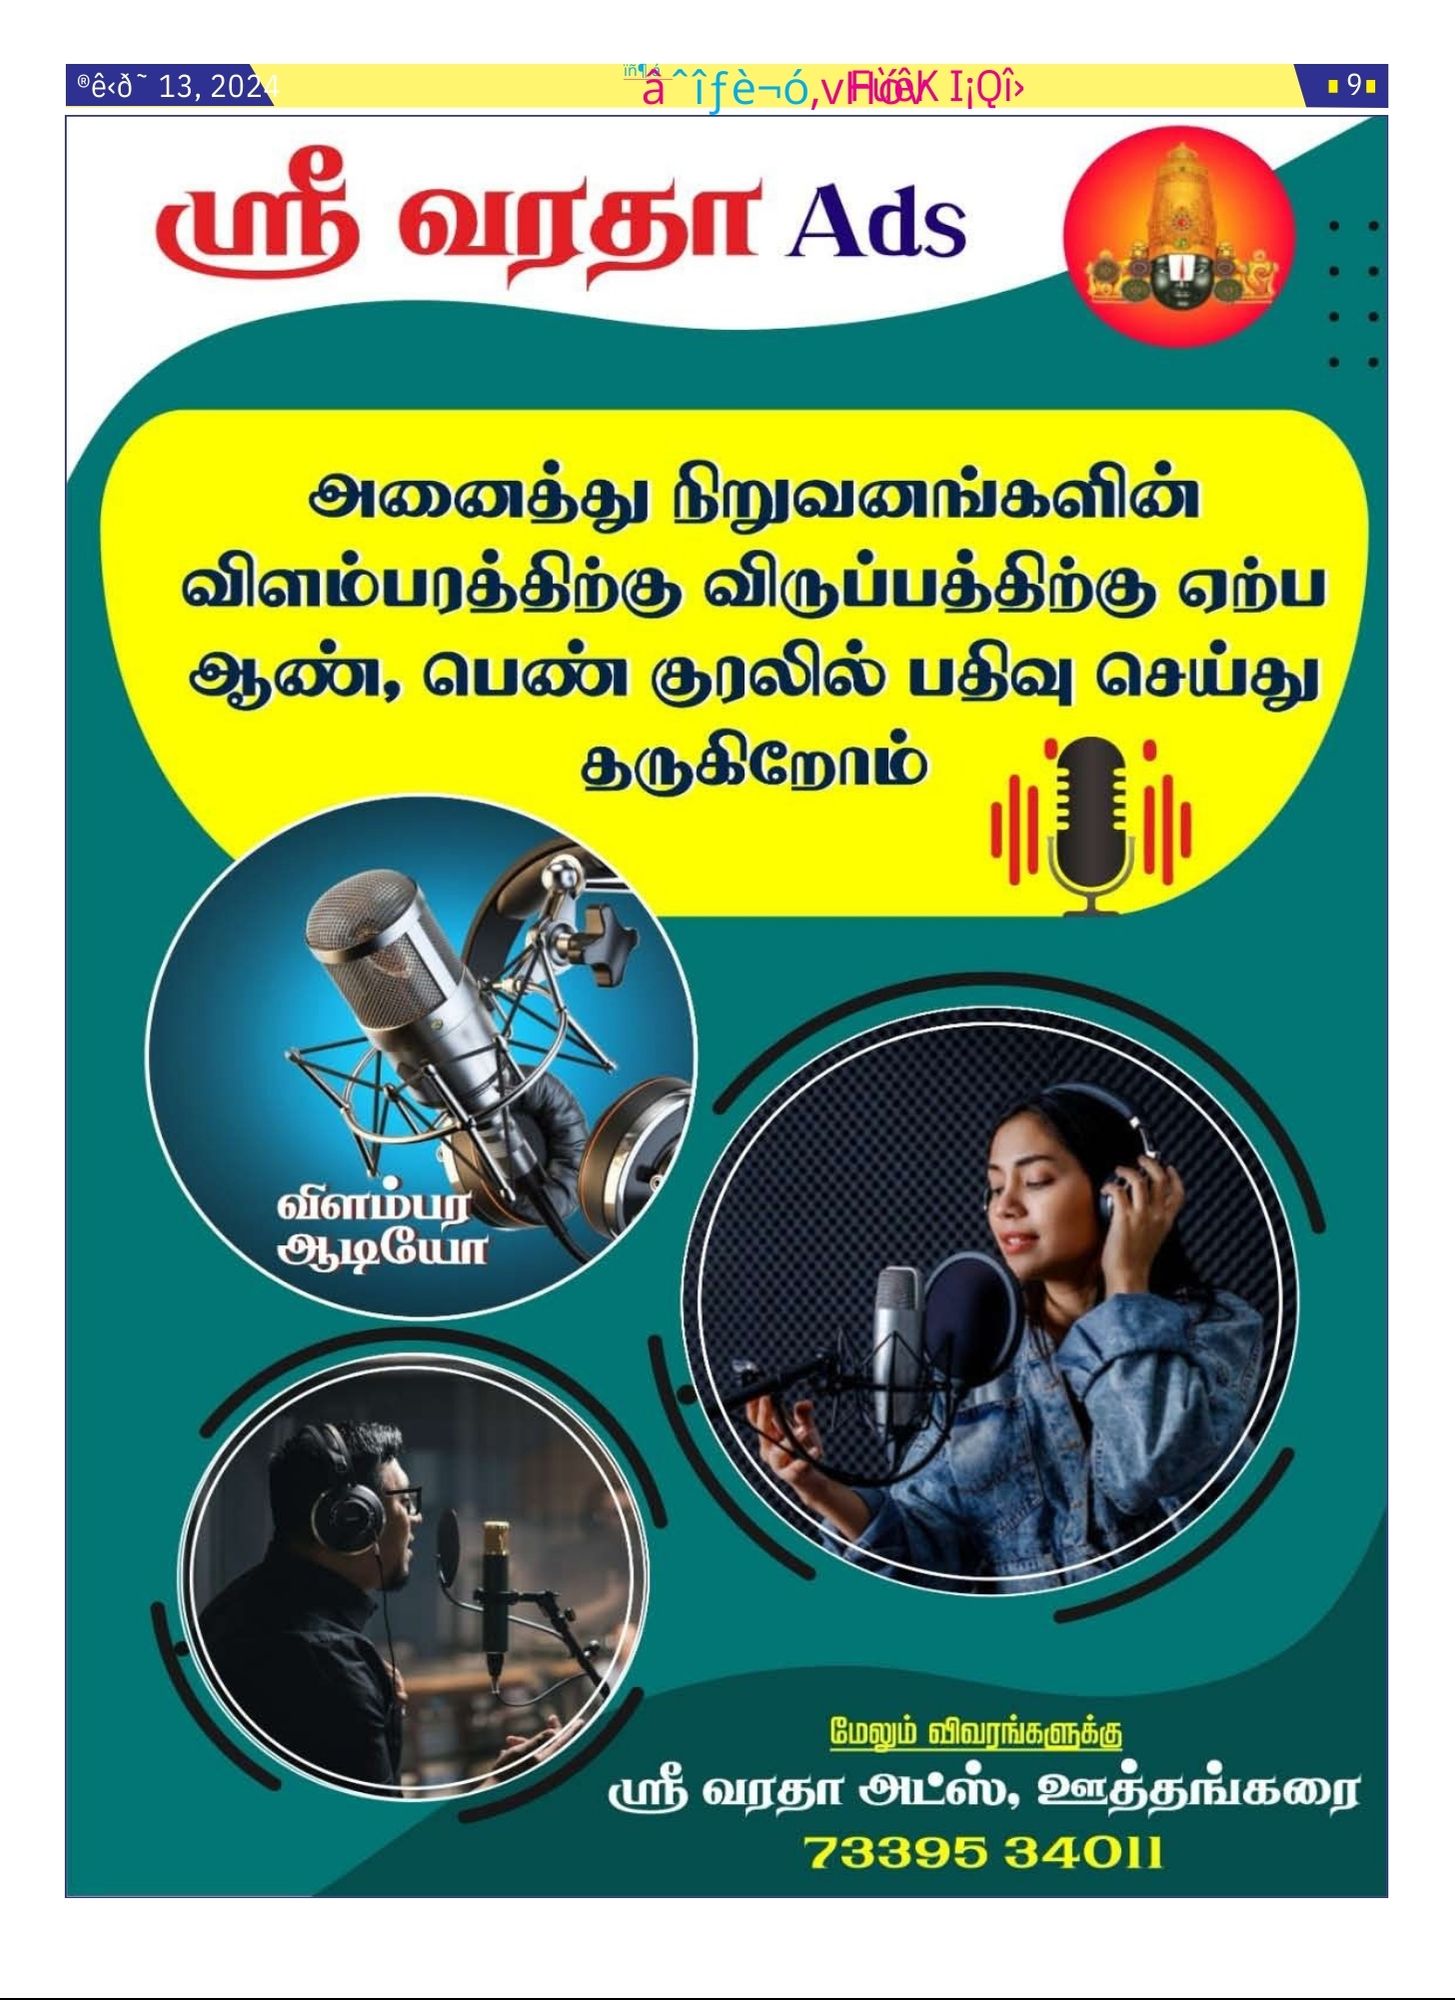 13, 2024
9
ஸ்ரீ வரதா Ads
அனைத்து நிறுவனங்களின்
விளம்பரத்திற்கு விருப்பத்திற்கு ஏற்ப
ஆண், பெண் குரலில் பதிவு செய்து
தருகிறோம்
விளம்பர
ஆடியோ
மேலும் விவரங்களுக்கு
ஸ்ரீ வரதா அட்ஸ், ஊத்தங்கரை
73395 34011